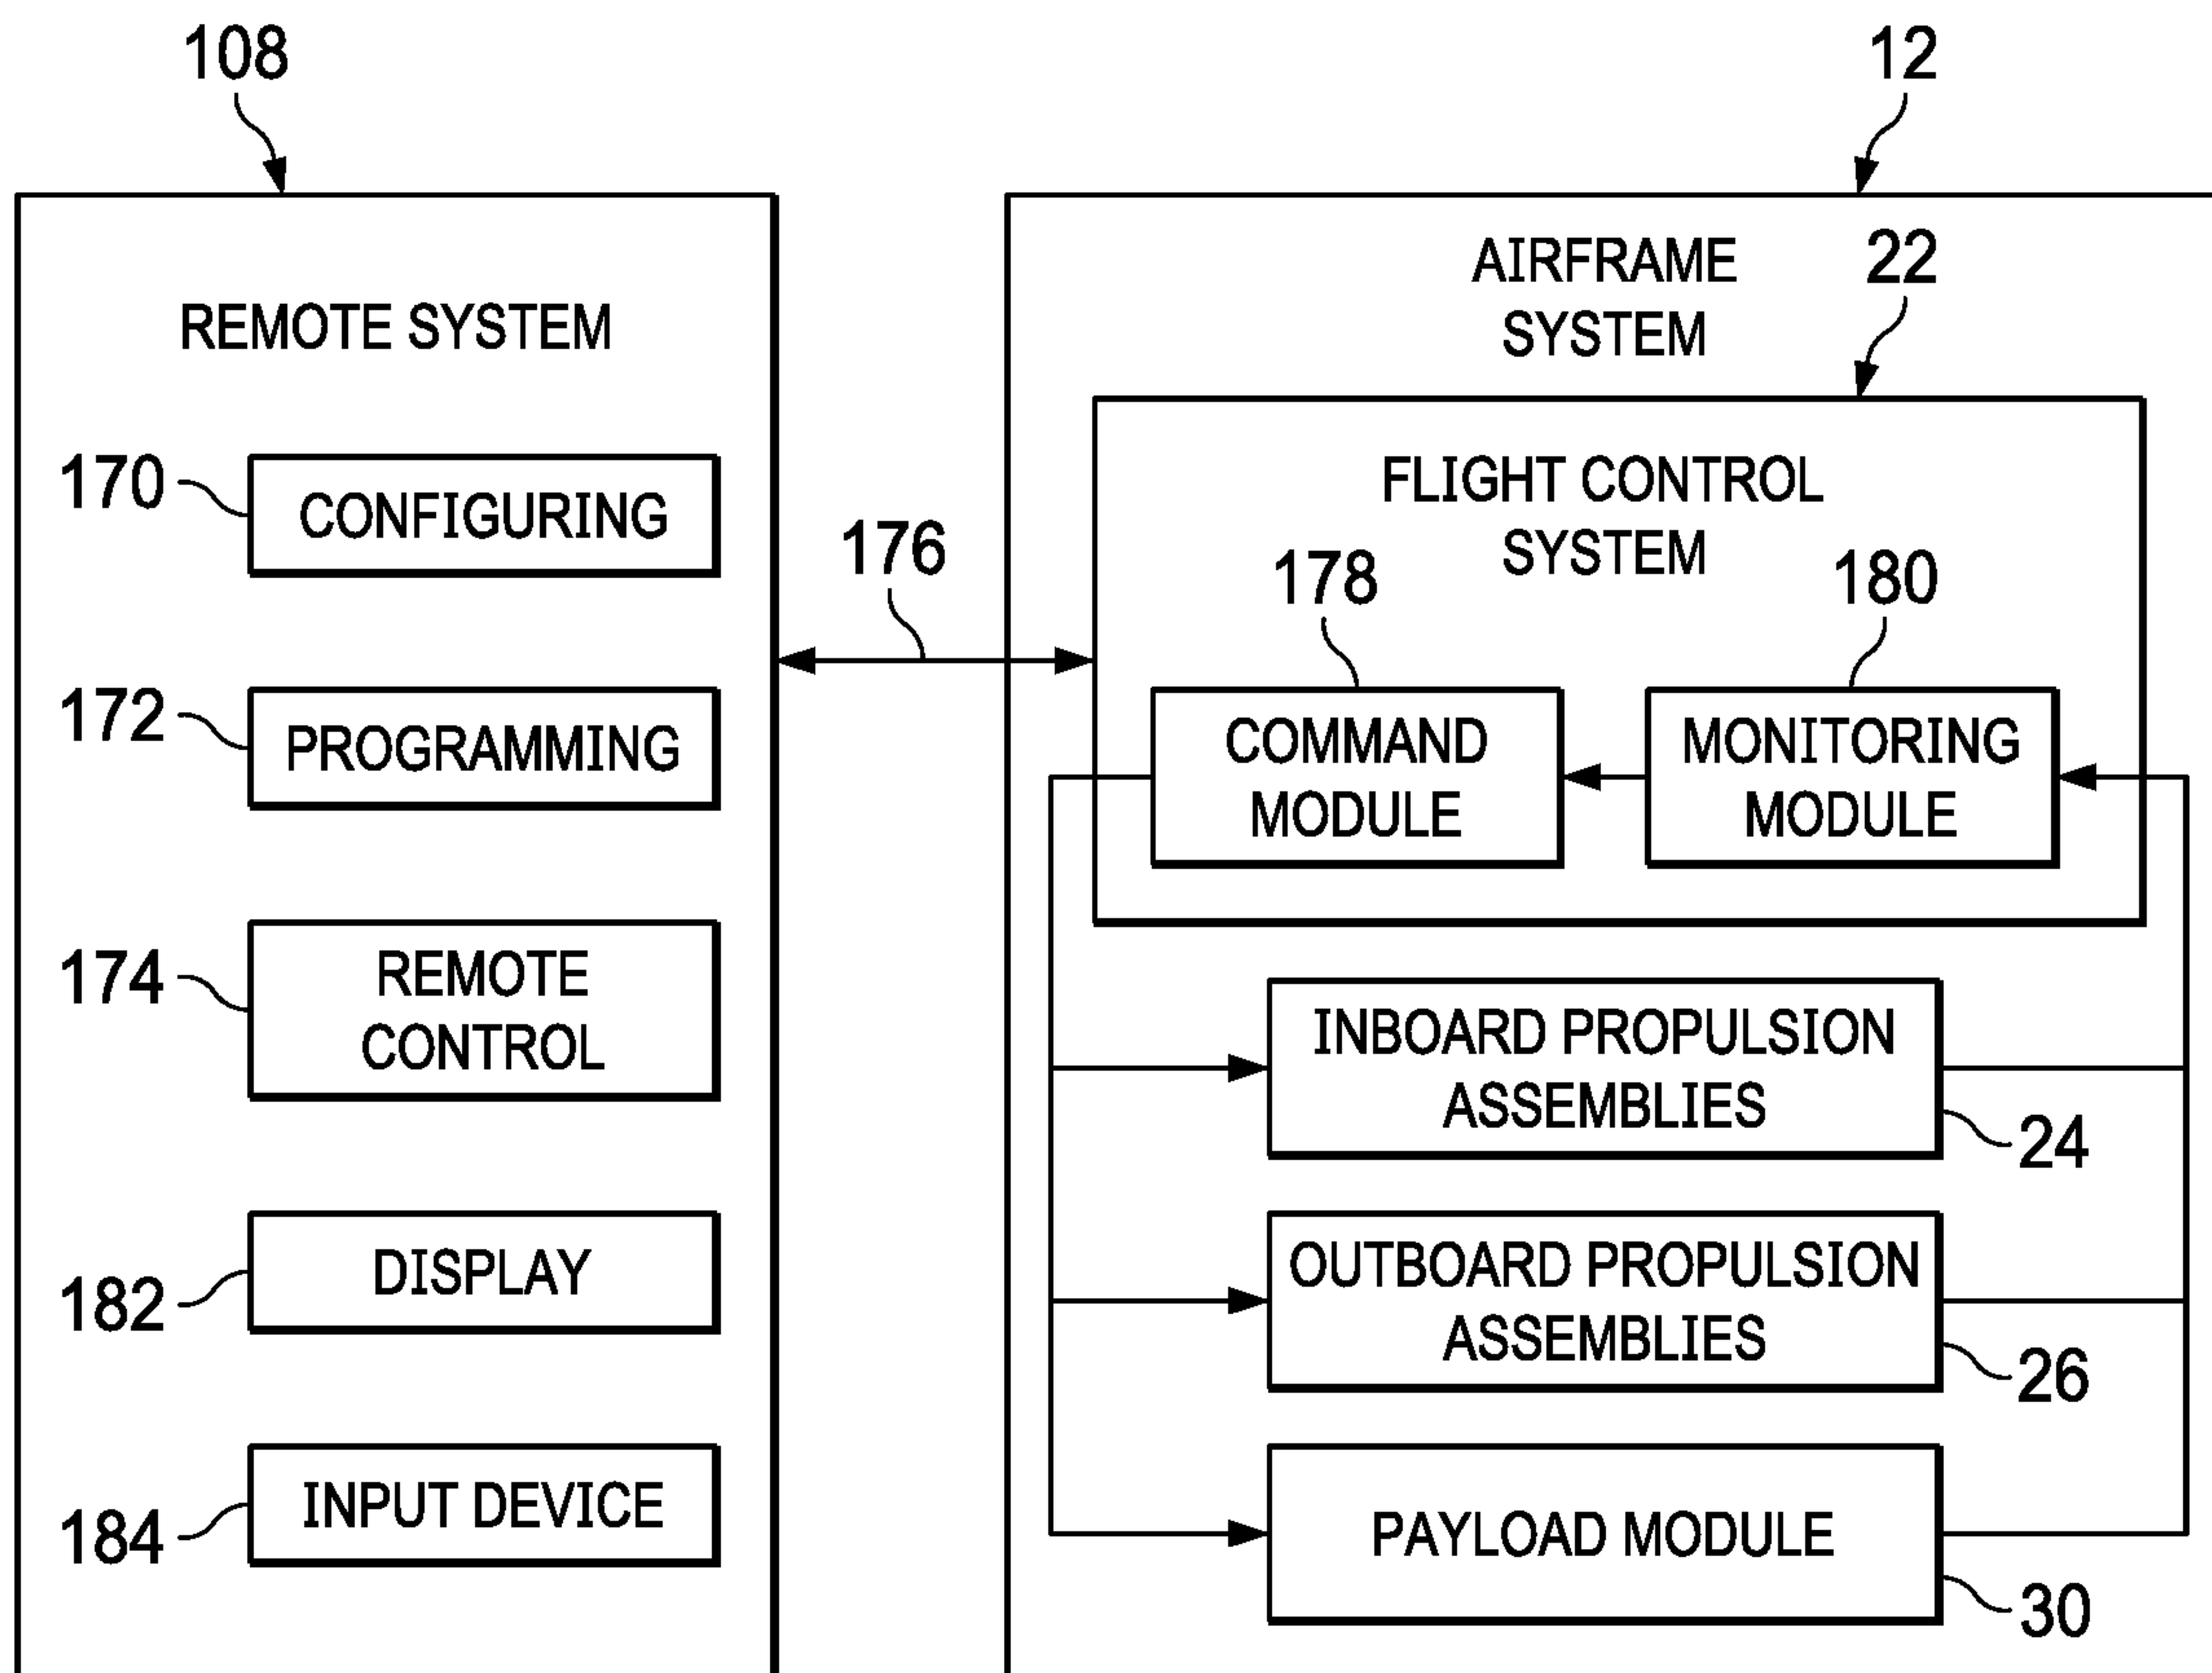 108
12
REMOTE SYSTEM
AIRFRAME
SYSTEM
22
170
CONFIGURING
172
PROGRAMMING
174
REMOTE
CONTROL
182
DISPLAY
184
INPUT DEVICE
176
FLIGHT CONTROL
SYSTEM
178
180
COMMAND
MODULE
MONITORING
MODULE
INBOARD PROPULSION
ASSEMBLIES
24
OUTBOARD PROPULSION
ASSEMBLIES
26
PAYLOAD MODULE
30